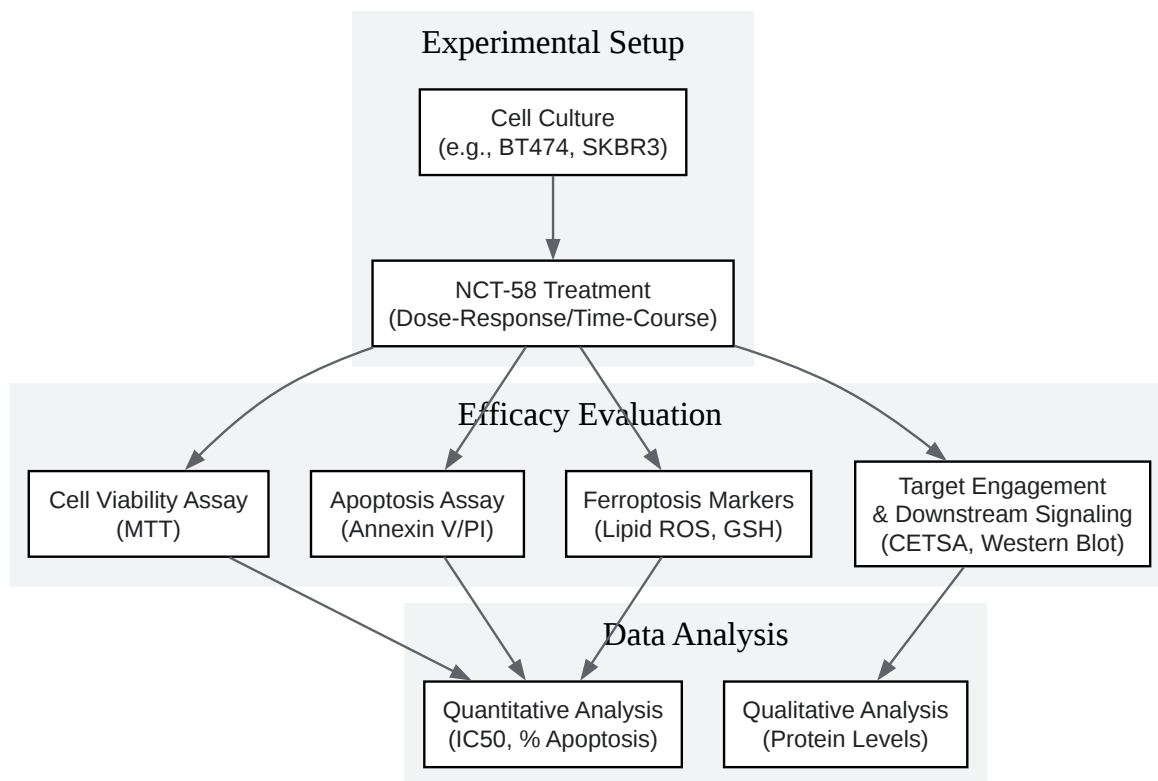 Experimental Setup
Cell Culture
(e.g., BT474, SKBR3)
NCT-58 Treatment
(Dose-Response/Time-Course)
Efficacy Evaluation
Cell Viability Assay
(MTT)
Apoptosis Assay
(Annexin V/PI)
Ferroptosis Markers
(Lipid ROS, GSH)
Target Engagement
& Downstream Signaling
(CETSA, Western Blot)
Data Analysis
Quantitative Analysis
(IC50, % Apoptosis)
Qualitative Analysis
(Protein Levels)